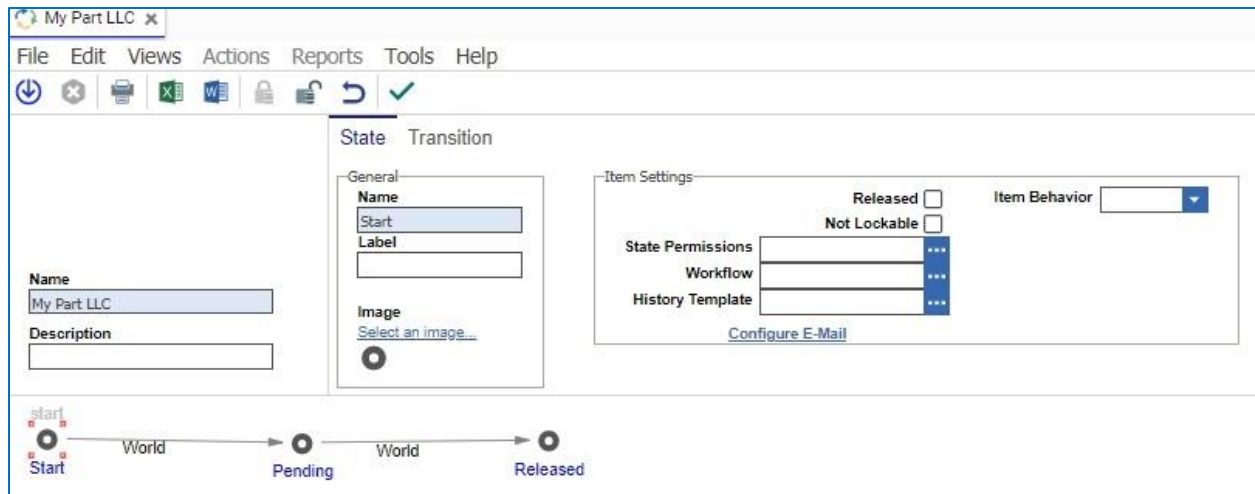 My Part LLC
File Edit Views Actions Reports Tools Help
State Transition
General
Name
Start
Label
Image
Select an image...
Item Settings
Released
Not Lockable
Item Behavior
State Permissions
Workflow
History Template
Configure E-Mail
Name
My Part LLC
Description
start
World
World
Start
Pending
Released